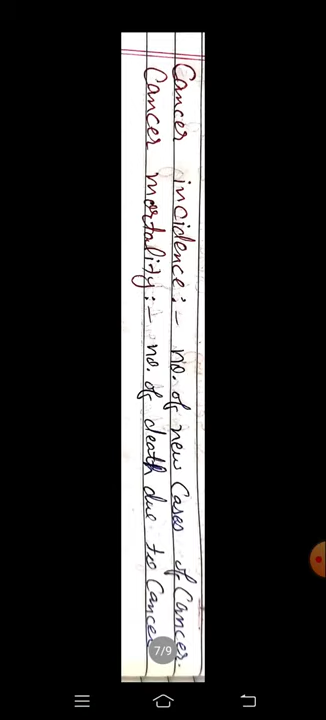 Cancer incidence :- no. of new Cases of Cancer.
Cancer mortality :- no. of death due to Cancer
7/9